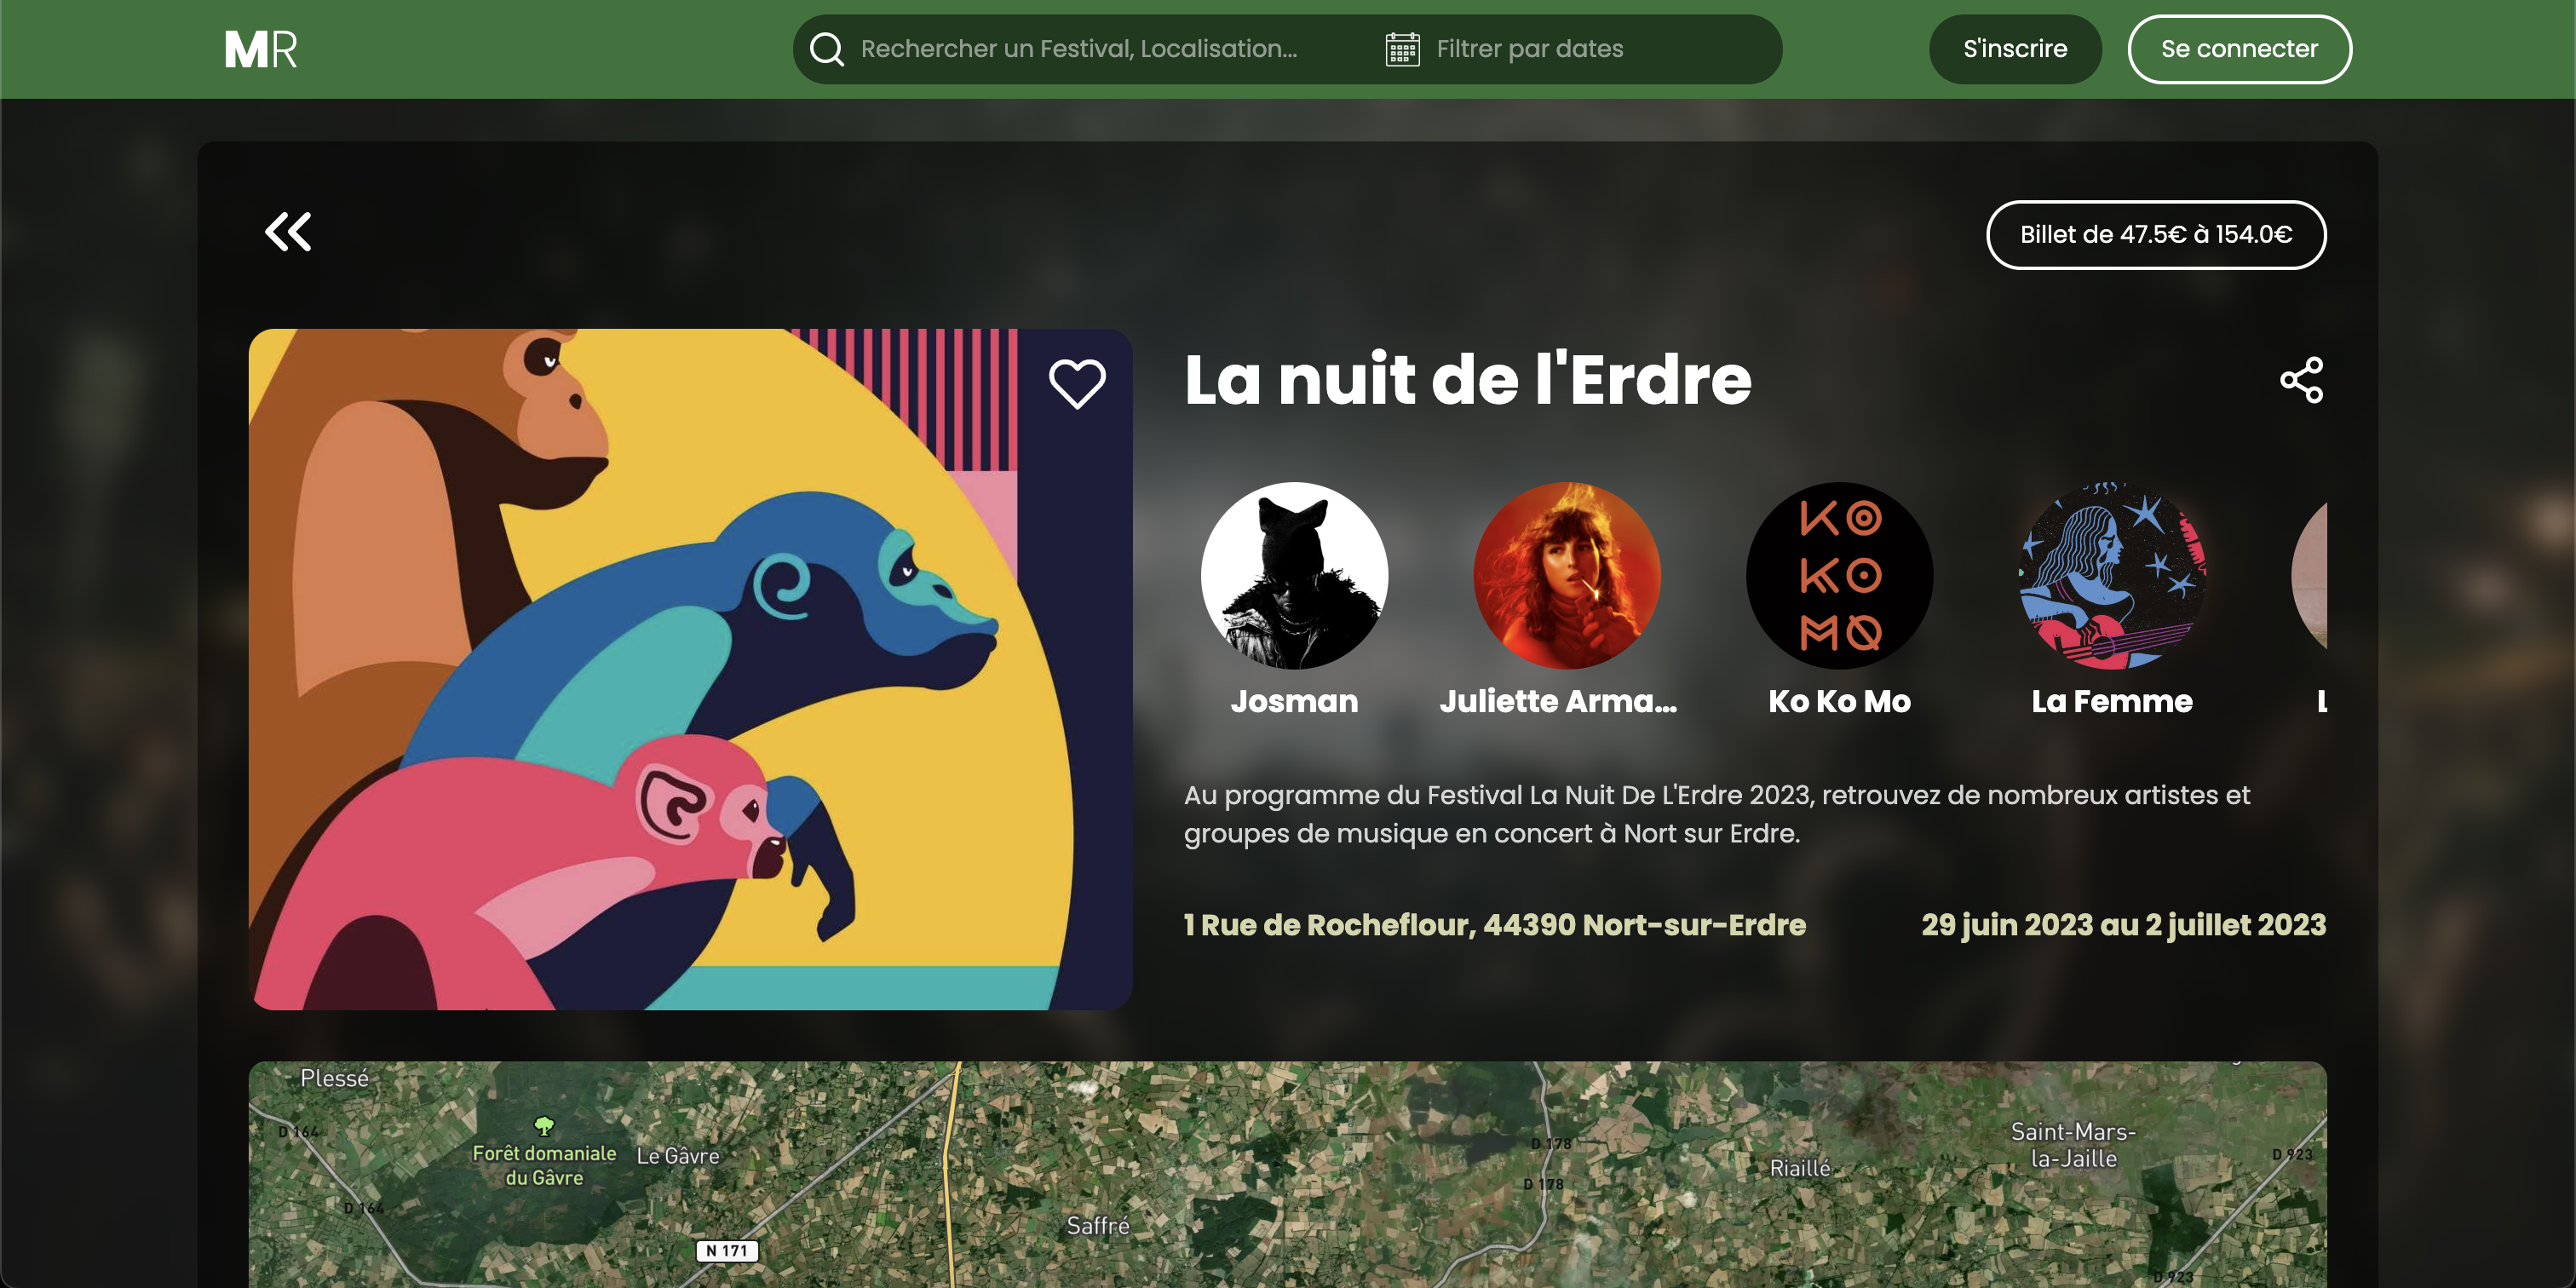 MR
Rechercher un Festival, Localisation...
Filtrer par dates
S'inscrire
Se connecter
Billet de 47.5€ à 154.0€
La nuit de l'Erdre
KO
KO
MO
Josman
Juliette Arma...
Ko Ko Mo
La Femme
L
Au programme du Festival La Nuit De L'Erdre 2023, retrouvez de nombreux artistes et
groupes de musique en concert à Nort sur Erdre.
1 Rue de Rocheflour, 44390 Nort-sur-Erdre
29 juin 2023 au 2 juillet 2023
Plessé
D 164
Forêt domaniale
du Gâvre
Le Gâvre
D 164
N 171
Saffré
D 178
D 178
Riaillé
Saint-Mars-
la-Jaille
D 923
D 923